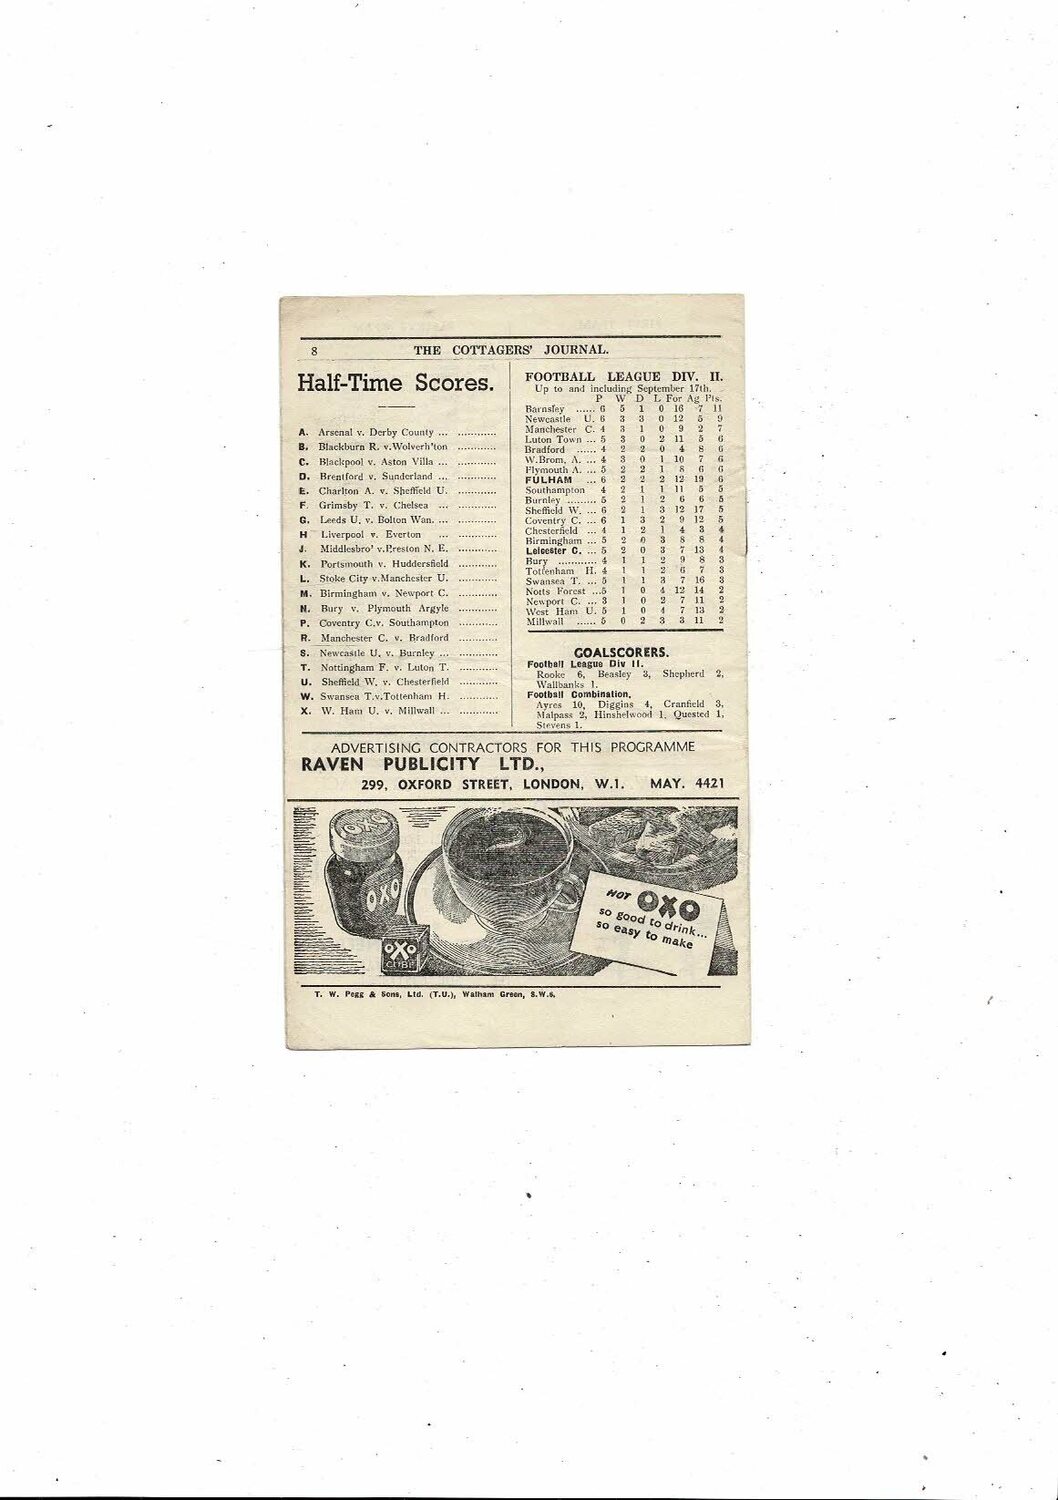 8 THE COTTAGERS' JOURNAL.
Half-Time Scores.
A. Arsenal v. Derby County ... ............
B. Blackburn R. v.Wolverh'ton ............
C. Blackpool v. Aston Villa ... ............
D. Brentford v. Sunderland ... ............
E. Charlton A. v. Sheffield U. ............
F. Grimsby T. v. Chelsea ... ............
G. Leeds U. v. Bolton Wan. ... ............
H Liverpool v. Everton ... ............
J. Middlesbro' v.Preston N. E. ............
K. Portsmouth v. Huddersfield ............
L. Stoke City v.Manchester U. ............
M. Birmingham v. Newport C. ............
N. Bury v. Plymouth Argyle ............
P. Coventry C.v. Southampton ............
R. Manchester C. v. Bradford ............
S. Newcastle U. v. Burnley ... ............
T. Nottingham F. v. Luton T. ............
U. Sheffield W. v. Chesterfield ............
W. Swansea T.v.Tottenham H. ............
X. W. Ham U. v. Millwall ... ............
FOOTBALL LEAGUE DIV. II.
Up to and including September 17th.
P W D L For Ag Pts.
Barnsley ...... 6 5 1 0 16 7 11
Newcastle U. 6 3 3 0 12 5 9
Manchester C. 4 3 1 0 9 2 7
Luton Town ... 5 3 0 2 11 5 6
Bradford ...... 4 2 2 0 4 8 6
W.Brom. A. ... 4 3 0 1 10 7 6
Plymouth A. ... 5 2 2 1 8 6 6
FULHAM ... 6 2 2 2 12 19 6
Southampton 4 2 1 1 11 5 5
Burnley ......... 5 2 1 2 6 6 5
Sheffield W. ... 6 2 1 3 12 17 5
Coventry C. ... 6 1 3 2 9 12 5
Chesterfield ... 4 1 2 1 4 3 4
Birmingham ... 5 2 0 3 8 8 4
Leicester C. ... 5 2 0 3 7 13 4
Bury ............ 4 1 1 2 9 8 3
Tottenham H. 4 1 1 2 6 7 3
Swansea T. ... 5 1 1 3 7 16 3
Notts Forest ...5 1 0 4 12 14 2
Newport C. ... 3 1 0 2 7 11 2
West Ham U. 5 1 0 4 7 13 2
Millwall ...... 5 0 2 3 3 11 2
GOALSCORERS.
Football League Div II.
Rooke 6, Beasley 3, Shepherd 2,
Wallbanks 1.
Football Combination,
Ayres 10, Diggins 4, Cranfield 3,
Malpass 2, Hinshelwood 1, Quested 1,
Stevens 1.
ADVERTISING CONTRACTORS FOR THIS PROGRAMME
RAVEN PUBLICITY LTD.,
299, OXFORD STREET, LONDON, W.1. MAY. 4421
OXO
OXO
OXO
CUBE
HOT OXO
so good to drink...
so easy to make
T. W. Pegg & Sons, Ltd. (T.U.), Walham Green, S.W.6.